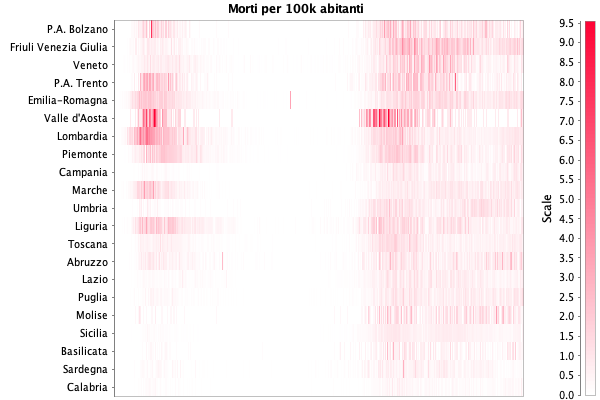 Morti per 100k abitanti
P.A. Bolzano
Friuli Venezia Giulia
Veneto
P.A. Trento
Emilia-Romagna
Valle d'Aosta
Lombardia
Piemonte
Campania
Marche
Umbria
Liguria
Toscana
Abruzzo
Lazio
Puglia
Molise
Sicilia
Basilicata
Sardegna
Calabria
Scale
9.5
9.0
8.5
8.0
7.5
7.0
6.5
6.0
5.5
5.0
4.5
4.0
3.5
3.0
2.5
2.0
1.5
1.0
0.5
0.0